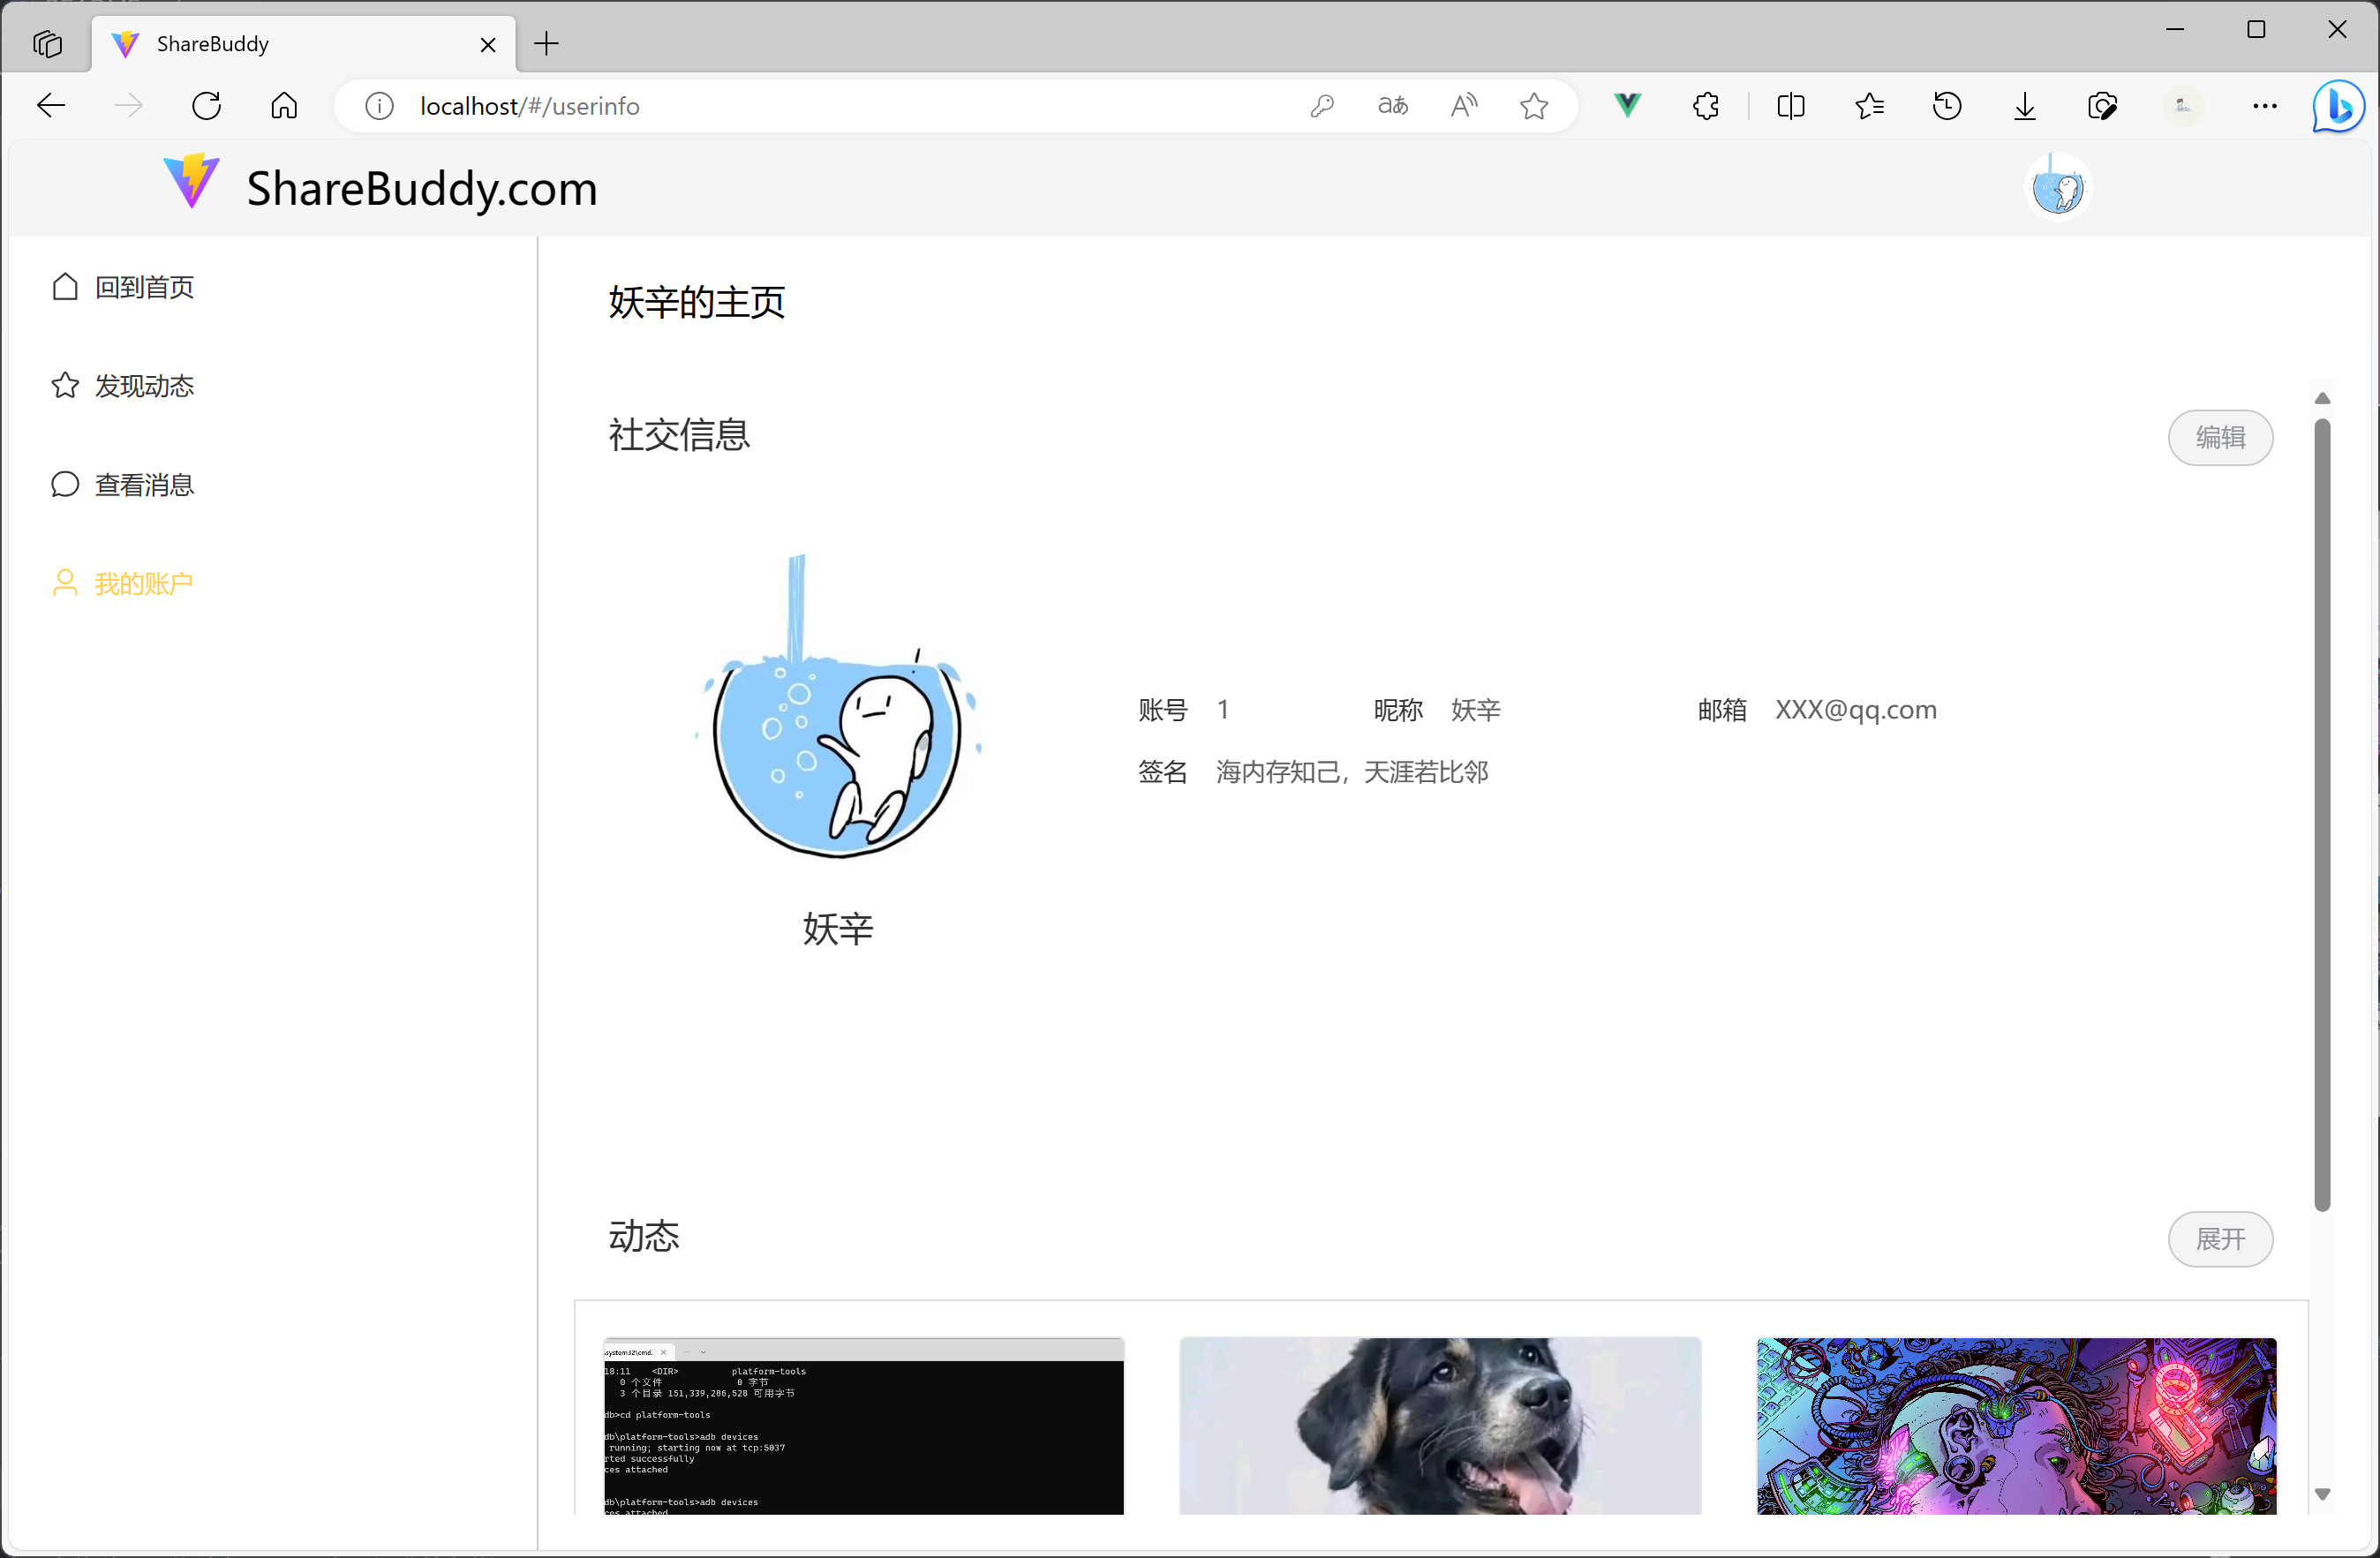 ShareBuddy
localhost/#/userinfo
ShareBuddy.com
回到首页
发现动态
查看消息
我的账户
妖辛的主页
社交信息
编辑
账号 1 昵称 妖辛 邮箱 XXX@qq.com
签名 海内存知己，天涯若比邻
妖辛
动态
展开
system32\cmd.
18:11 <DIR> platform-tools
0 个文件 0 字节
3 个目录 151,339,286,528 可用字节
db>cd platform-tools
db\platform-tools>adb devices
running; starting now at tcp:5037
rted successfully
ces attached
db\platform-tools>adb devices
ces attached